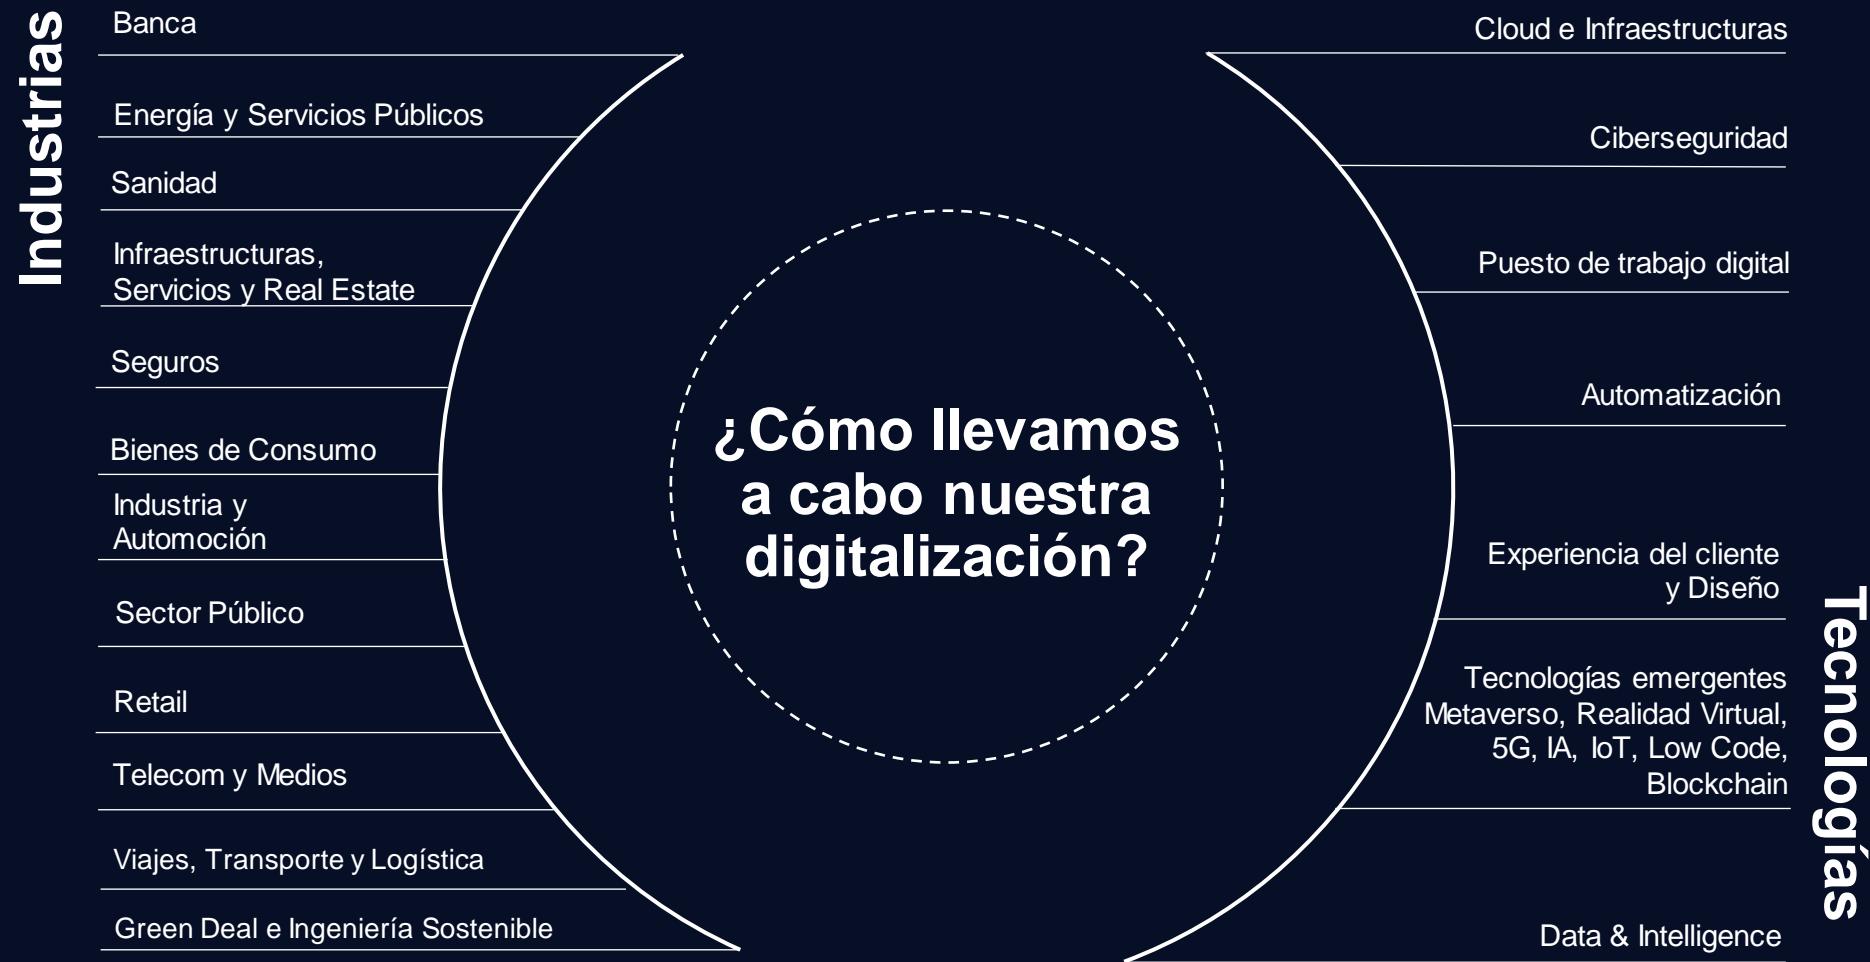 Industrias
Banca
Energía y Servicios Públicos
Sanidad
Infraestructuras,
Servicios y Real Estate
Seguros
Bienes de Consumo
Industria y
Automoción
Sector Público
Retail
Telecom y Medios
Viajes, Transporte y Logística
Green Deal e Ingeniería Sostenible
¿Cómo llevamos
a cabo nuestra
digitalización?
Cloud e Infraestructuras
Ciberseguridad
Puesto de trabajo digital
Automatización
Experiencia del cliente
y Diseño
Tecnologías emergentes
Metaverso, Realidad Virtual,
5G, IA, IoT, Low Code,
Blockchain
Data & Intelligence
Tecnologías